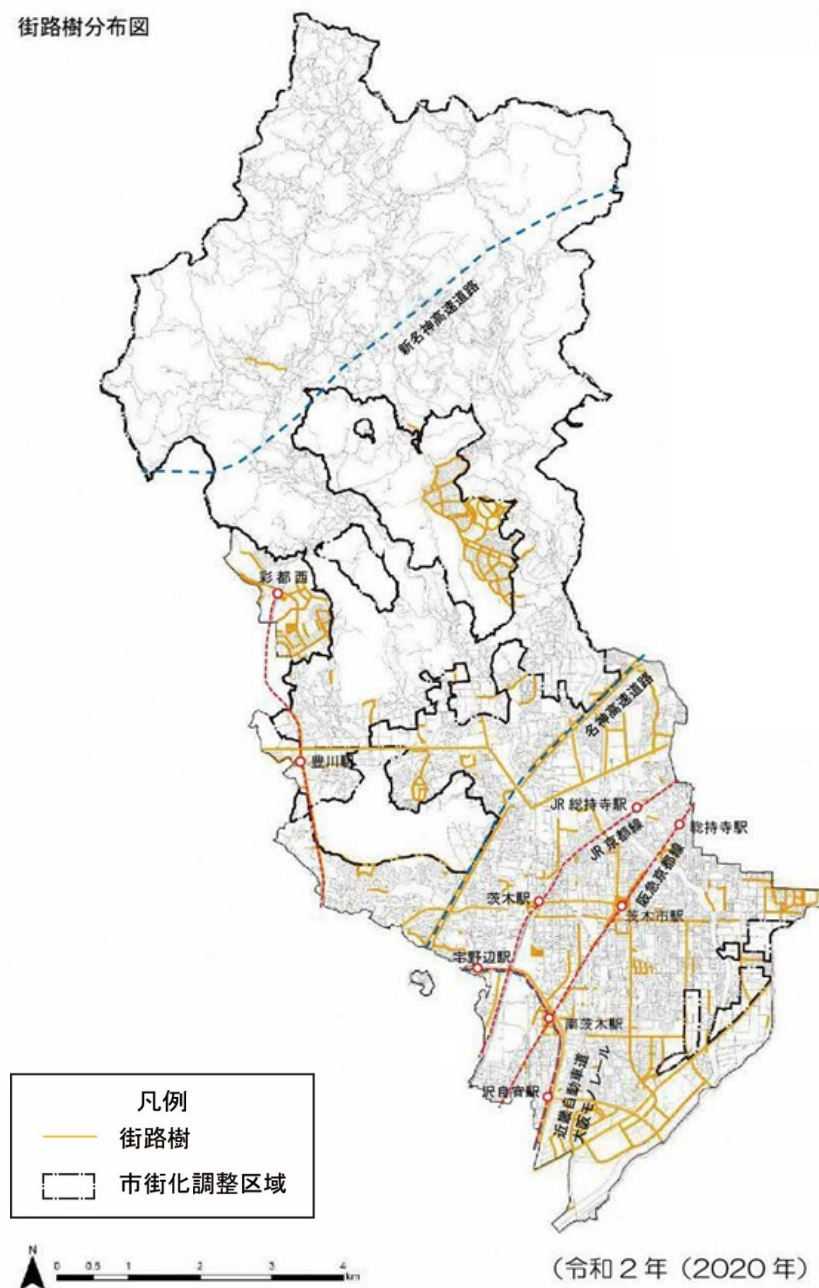 街路樹分布図
新名神高速道路
彩都西
名神高速道路
豊川駅
JR 総持寺駅
総持寺駅
JR 京都線
阪急京都線
茨木駅
茨木市駅
宇野辺駅
南茨木駅
沢良宜駅
近畿自動車道
大阪モノレール
凡例
街路樹
市街化調整区域
N
0 0.5 1 2 3 4
km
(令和2年(2020年)